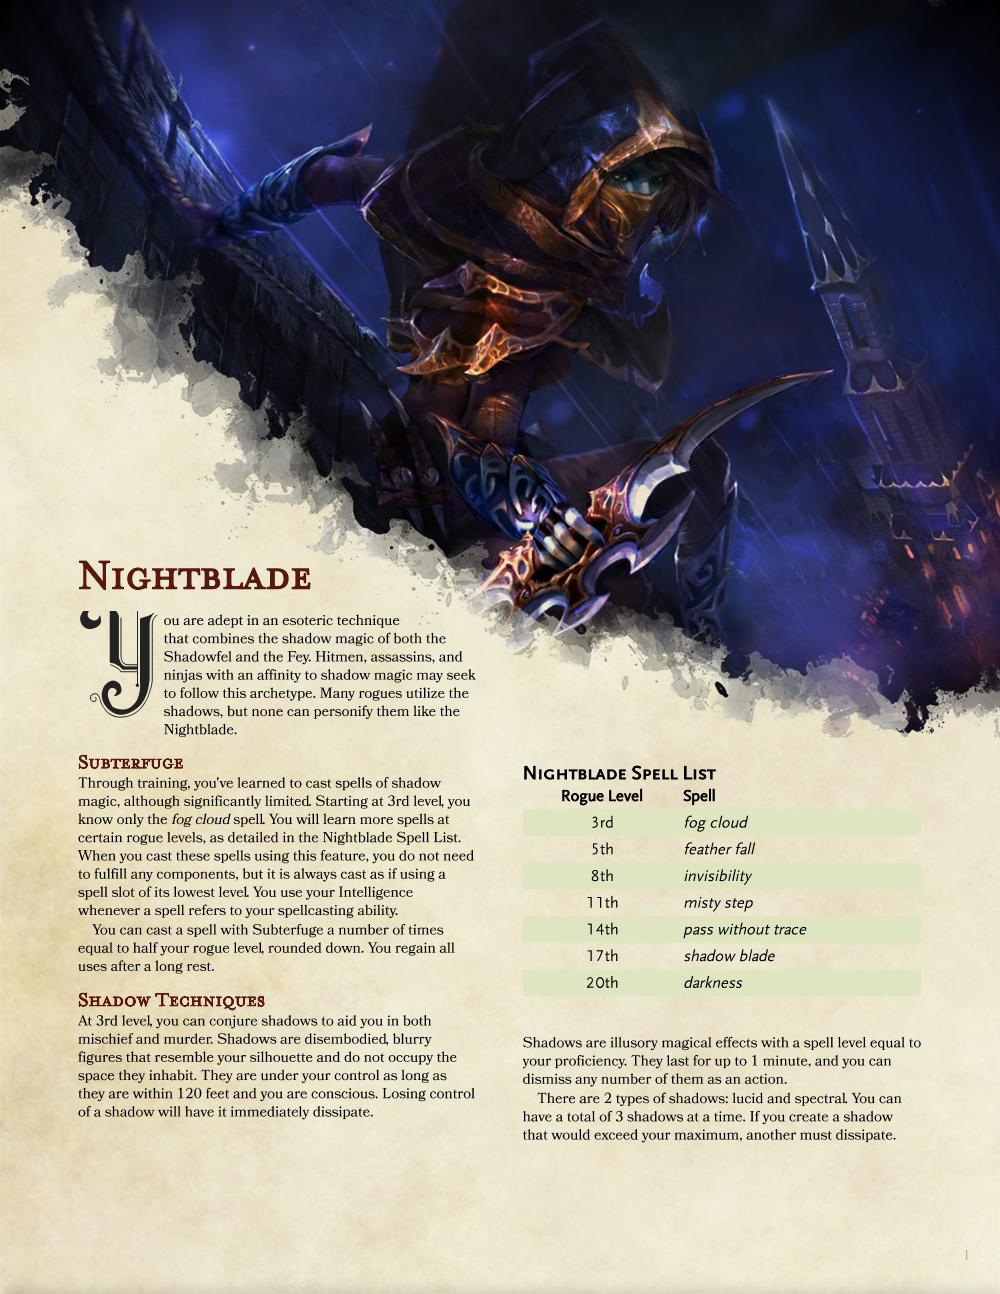 Nightblade
You are adept in an esoteric technique
that combines the shadow magic of both the
Shadowfel and the Fey. Hitmen, assassins, and
ninjas with an affinity to shadow magic may seek
to follow this archetype. Many rogues utilize the
shadows, but none can personify them like the
Nightblade.
Subterfuge
Through training, you've learned to cast spells of shadow
magic, although significantly limited. Starting at 3rd level, you
know only the fog cloud spell. You will learn more spells at
certain rogue levels, as detailed in the Nightblade Spell List.
When you cast these spells using this feature, you do not need
to fulfill any components, but it is always cast as if using a
spell slot of its lowest level. You use your Intelligence
whenever a spell refers to your spellcasting ability.
You can cast a spell with Subterfuge a number of times
equal to half your rogue level, rounded down. You regain all
uses after a long rest.
Shadow Techniques
At 3rd level, you can conjure shadows to aid you in both
mischief and murder. Shadows are disembodied, blurry
figures that resemble your silhouette and do not occupy the
space they inhabit. They are under your control as long as
they are within 120 feet and you are conscious. Losing control
of a shadow will have it immediately dissipate.
Nightblade Spell List
Rogue Level Spell
3rd fog cloud
5th feather fall
8th invisibility
11th misty step
14th pass without trace
17th shadow blade
20th darkness
Shadows are illusory magical effects with a spell level equal to
your proficiency. They last for up to 1 minute, and you can
dismiss any number of them as an action.
There are 2 types of shadows: lucid and spectral. You can
have a total of 3 shadows at a time. If you create a shadow
that would exceed your maximum, another must dissipate.
1